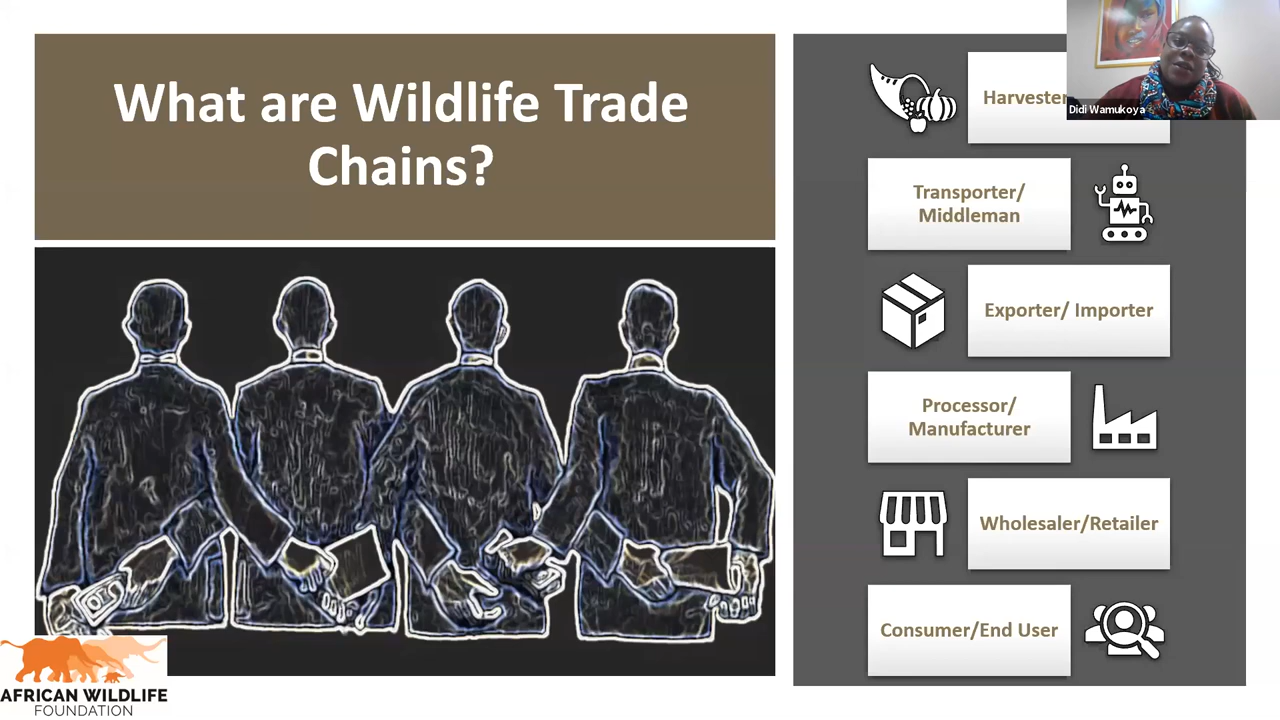 What are Wildlife Trade
Chains?
Harvester
Didi Wamukoya
Transporter/
Middleman
Exporter/ Importer
Processor/
Manufacturer
Wholesaler/Retailer
Consumer/End User
AFRICAN WILDLIFE
FOUNDATION